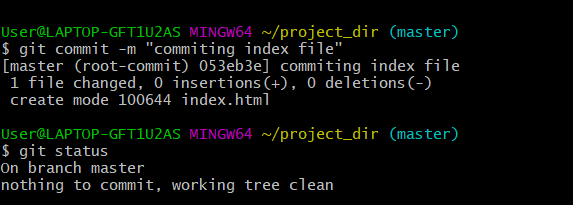 User@LAPTOP-GFT1U2AS MINGW64 ~/project_dir (master)
$ git commit -m "commiting index file"
[master (root-commit) 053eb3e] commiting index file
 1 file changed, 0 insertions(+), 0 deletions(-)
 create mode 100644 index.html

User@LAPTOP-GFT1U2AS MINGW64 ~/project_dir (master)
$ git status
On branch master
nothing to commit, working tree clean